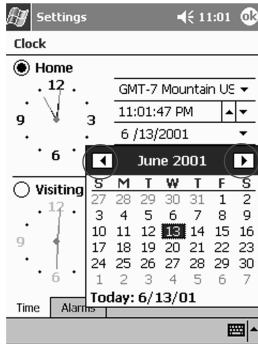 Settings 11:01 ok
Clock
Home
12
GMT-7 Mountain US
9 3
11:01:47 PM
6 /13/2001
6
June 2001
Visiting
S M T W T F S
27 28 29 30 31 1 2
12
3 4 5 6 7 8 9
10 11 12 13 14 15 16
9
17 18 19 20 21 22 23
24 25 26 27 28 29 30
6
1 2 3 4 5 6 7
Today: 6/13/01
Time Alarms